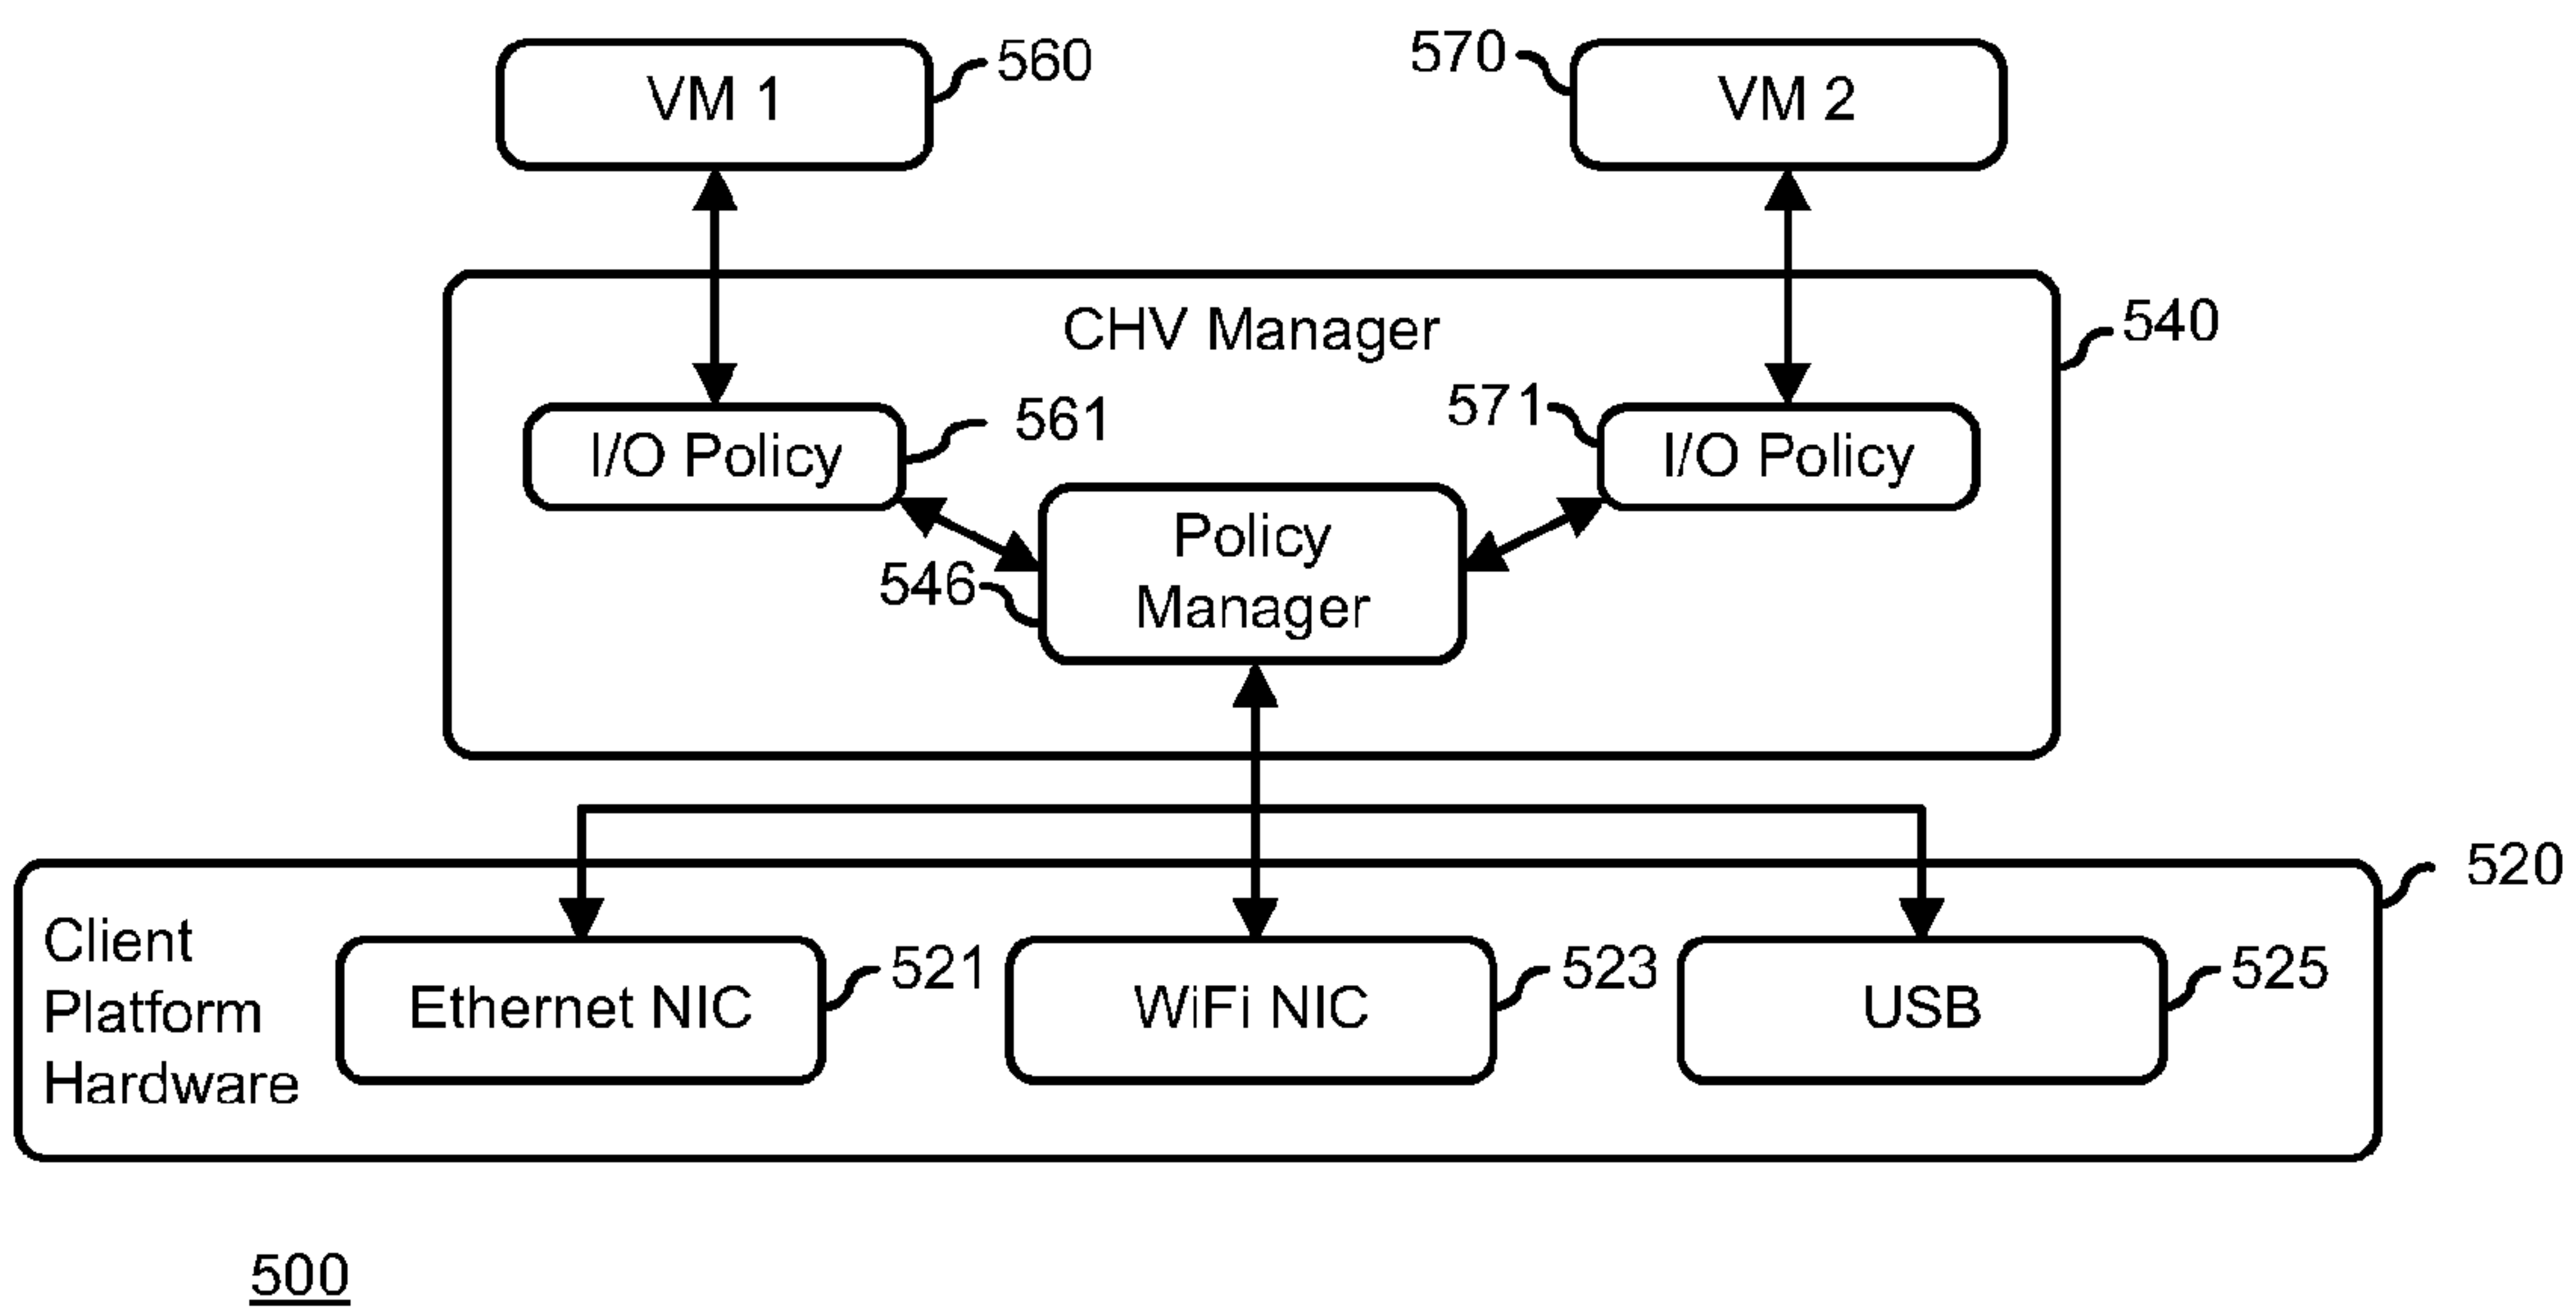 VM 1
560
570
VM 2
CHV Manager
540
I/O Policy
561
571
I/O Policy
Policy
Manager
546
520
Client
Platform
Hardware
Ethernet NIC
521
WiFi NIC
523
USB
525
500